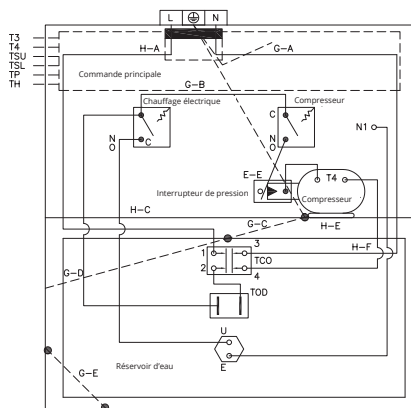 L N
T3
T4
TSU
TSL
TP
TH
H-A G-A
Commande principale
G-B
Chauffage électrique Compresseur
C
N
O
C
C
N
O
N1
E-E T4
Interrupteur de pression
Compresseur
H-C
G-C H-E
H-F
G-D
1 3
2 TCO
4
TOD
U
E
Réservoir d'eau
G-E